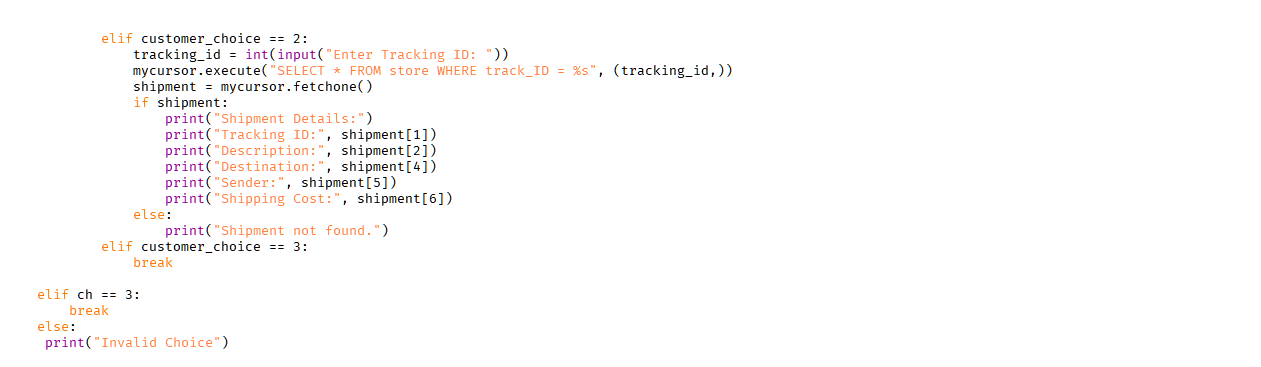 elif customer_choice == 2:
            tracking_id = int(input("Enter Tracking ID: "))
            mycursor.execute("SELECT * FROM store WHERE track_ID = %s", (tracking_id,))
            shipment = mycursor.fetchone()
            if shipment:
                print("Shipment Details:")
                print("Tracking ID:", shipment[1])
                print("Description:", shipment[2])
                print("Destination:", shipment[4])
                print("Sender:", shipment[5])
                print("Shipping Cost:", shipment[6])
            else:
                print("Shipment not found.")
        elif customer_choice == 3:
            break

elif ch == 3:
    break
else:
 print("Invalid Choice")